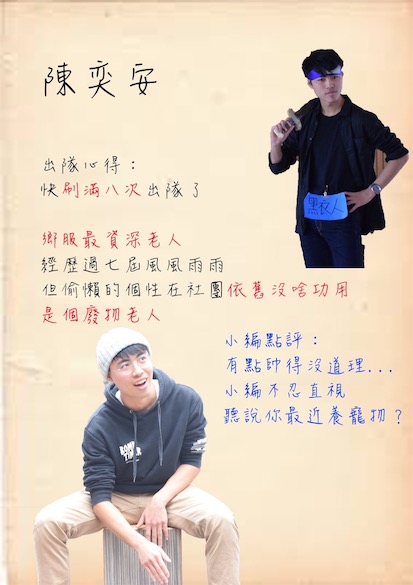 陳奕安
出隊心得：
快刷滿八次出隊了
鄉服最資深老人
經歷過七屆風風雨雨
但偷懶的個性在社團依舊沒啥功用
是個廢物老人
黑衣人
小編點評：
有點帥得沒道理...
小編不忍直視
聽說你最近養寵物？